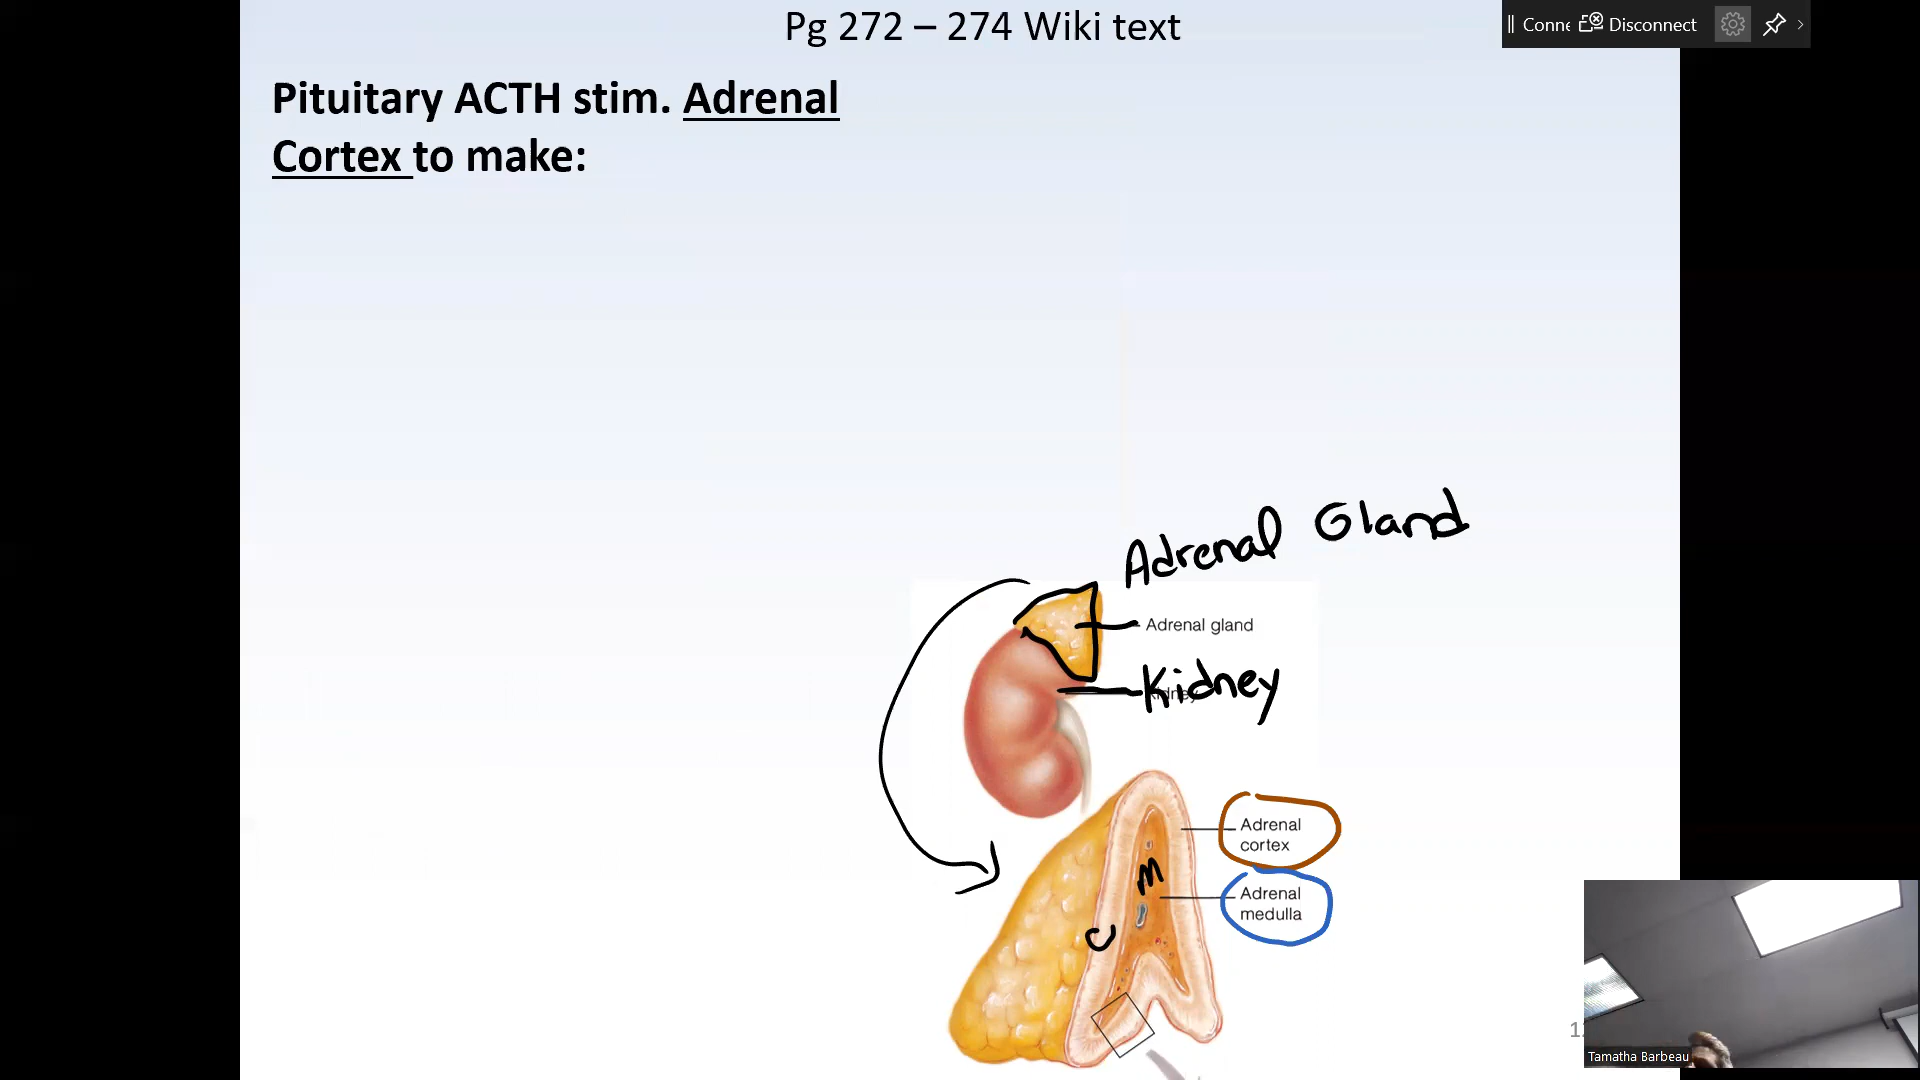 Pg 272 – 274 Wiki text
Conne Disconnect
Pituitary ACTH stim. Adrenal
Cortex to make:
Adrenal Gland
Adrenal gland
Kidney
Adrenal
cortex
M
Adrenal
medulla
C
Tamatha Barbeau